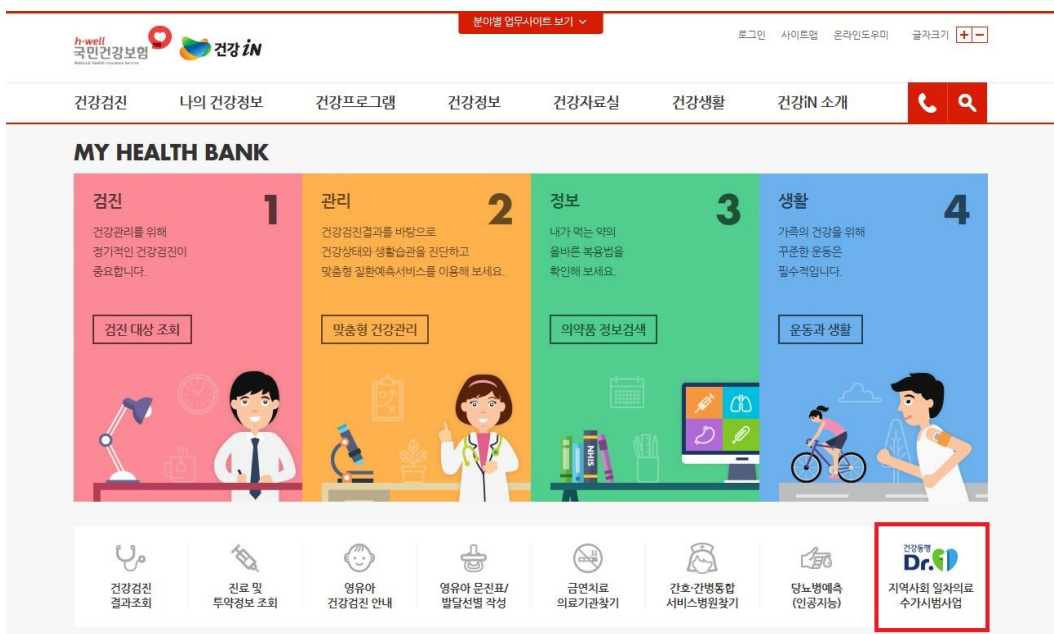 분야별 업무사이트 보기
h-well
국민건강보험
National Health Insurance Service
건강iN
로그인 사이트맵 온라인도우미 글자크기 + -
건강검진 나의 건강정보 건강프로그램 건강정보 건강자료실 건강생활 건강iN 소개
MY HEALTH BANK
검진
1
건강관리를 위해
정기적인 건강검진이
중요합니다.
검진 대상 조회
관리
2
건강검진결과를 바탕으로
건강상태와 생활습관을 진단하고
맞춤형 질환예측서비스를 이용해 보세요.
맞춤형 건강관리
정보
3
내가 먹는 약의
올바른 복용법을
확인해 보세요.
의약품 정보검색
NHIS
생활
4
가족의 건강을 위해
꾸준한 운동은
필수적입니다.
운동과 생활
건강검진
결과조회
진료 및
투약정보 조회
영유아
건강검진 안내
영유아 문진표/
발달선별 작성
금연치료
의료기관찾기
간호·간병통합
서비스병원찾기
당뇨병예측
(인공지능)
건강동행
Dr.1
지역사회 일차의료
수가시범사업